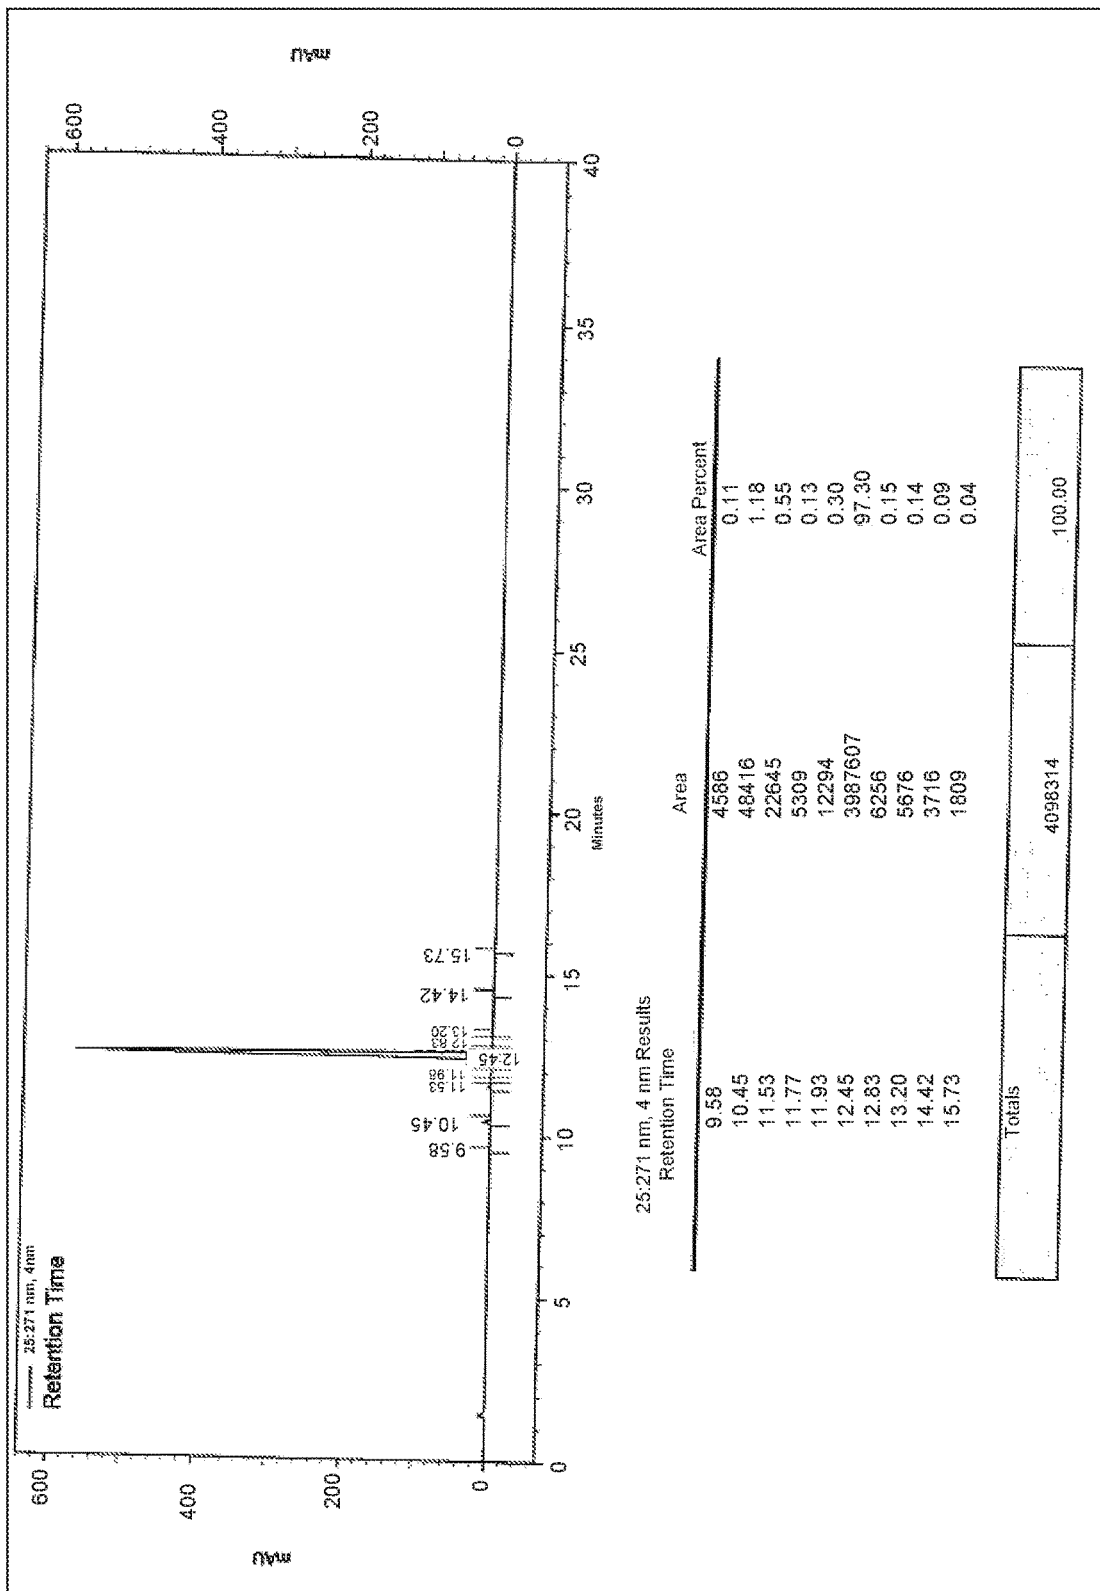 25:271 nm, 4nm
Retention Time
mAU
mAU
600
400
200
0
600
400
200
0
9.58
10.45
11.53
11.98
12.45
12.83
13.20
14.42
15.73
0
5
10
15
20
25
30
35
40
Minutes
25:271 nm, 4 nm Results
Retention Time Area Area Percent
9.58 4586 0.11
10.45 48416 1.18
11.53 22645 0.55
11.77 5309 0.13
11.93 12294 0.30
12.45 3987607 97.30
12.83 6256 0.15
13.20 5676 0.14
14.42 3716 0.09
15.73 1809 0.04
Totals 4098314 100.00